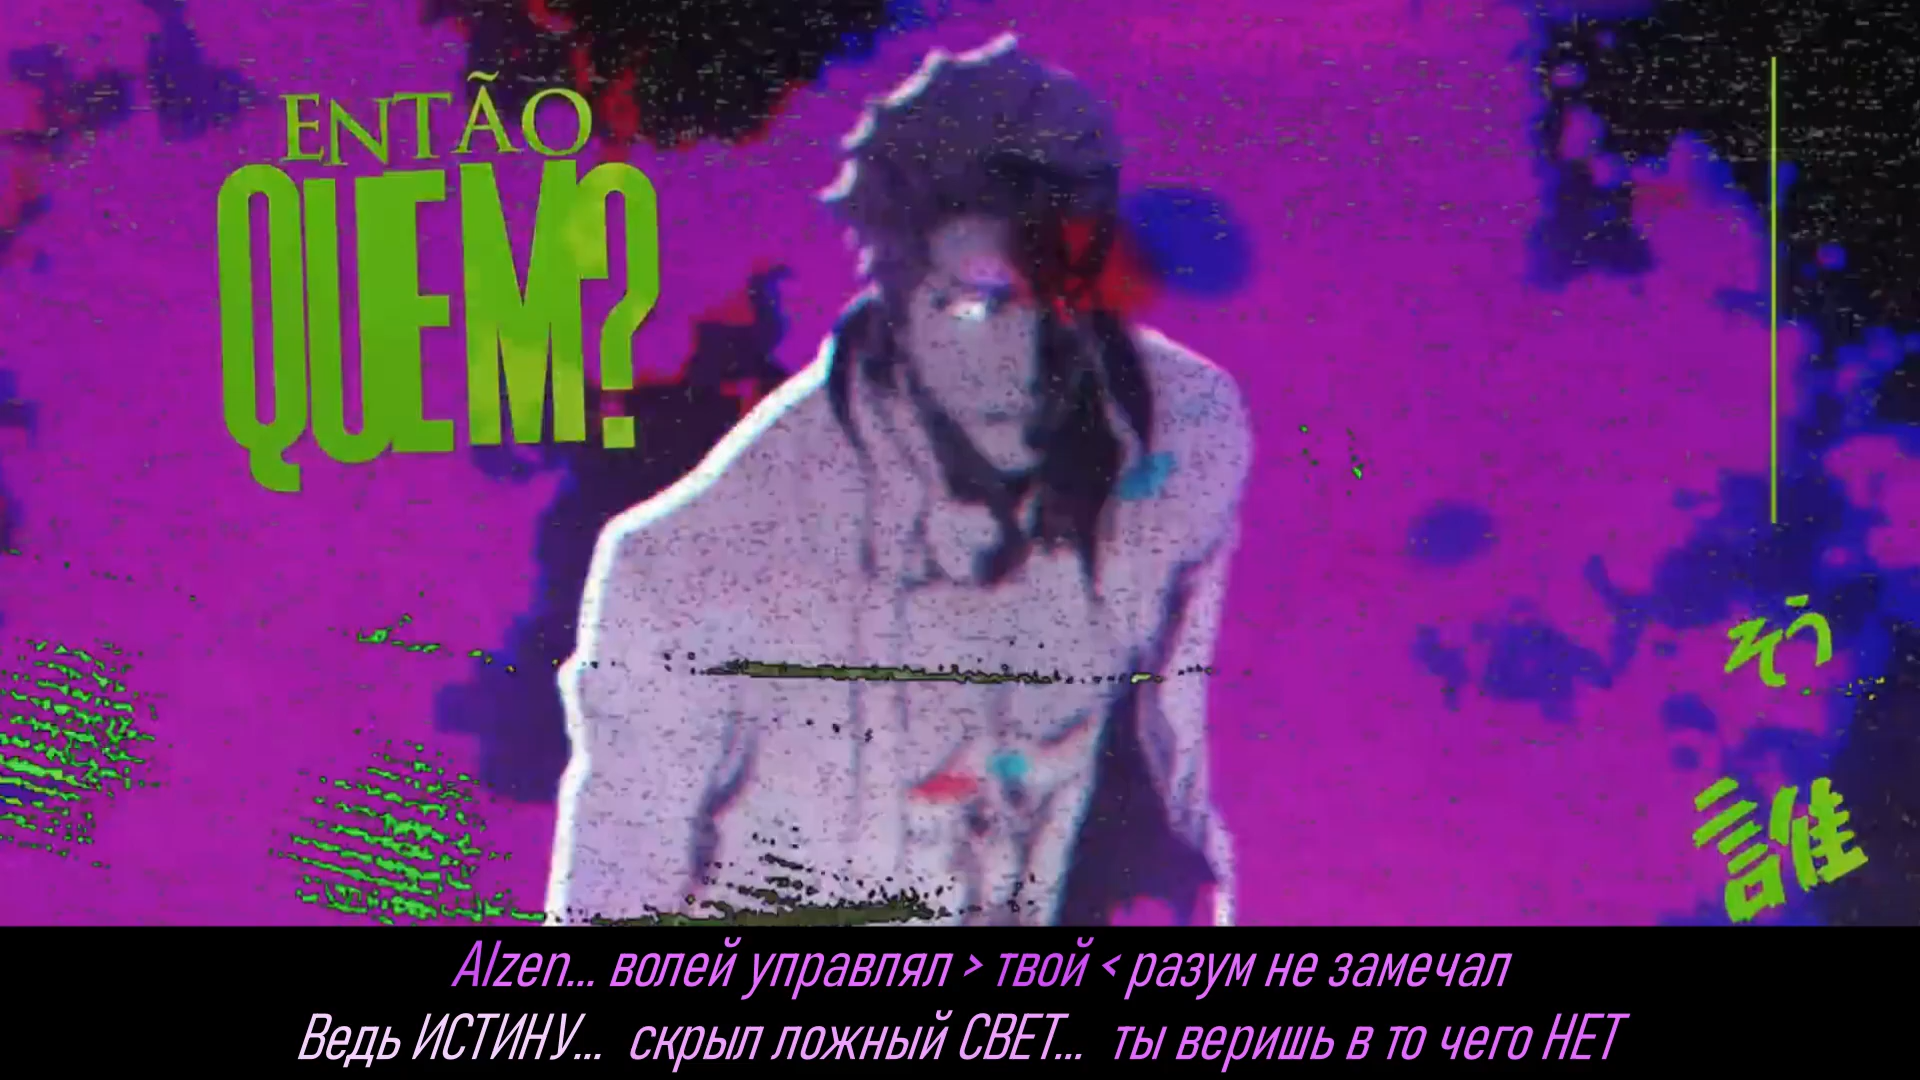 ENTÃO
QUEM?
そう
誰
AIzen... волей управлял > твой < разум не замечал
Ведь ИСТИНУ... скрыл ложный СВЕТ... ты веришь в то чего НЕТ